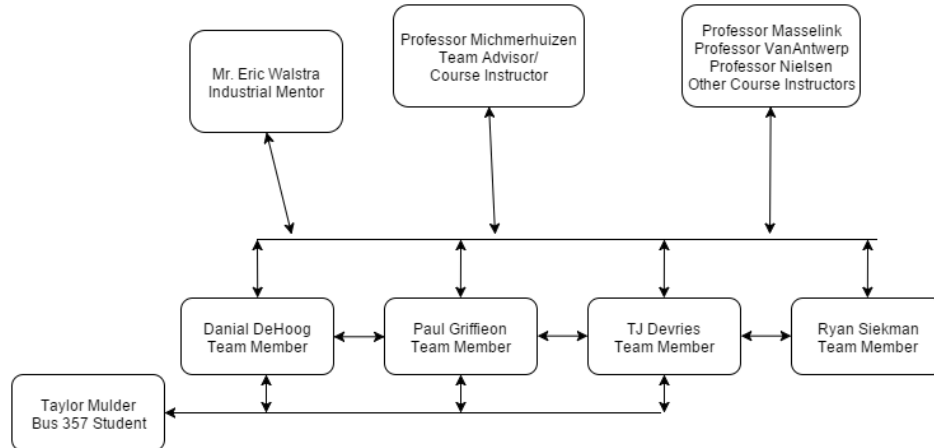 Mr. Eric Walstra
Industrial Mentor
Professor Michmerhuizen
Team Advisor/
Course Instructor
Professor Masselink
Professor VanAntwerp
Professor Nielsen
Other Course Instructors
Danial DeHoog
Team Member
Paul Griffieon
Team Member
TJ Devries
Team Member
Ryan Siekman
Team Member
Taylor Mulder
Bus 357 Student